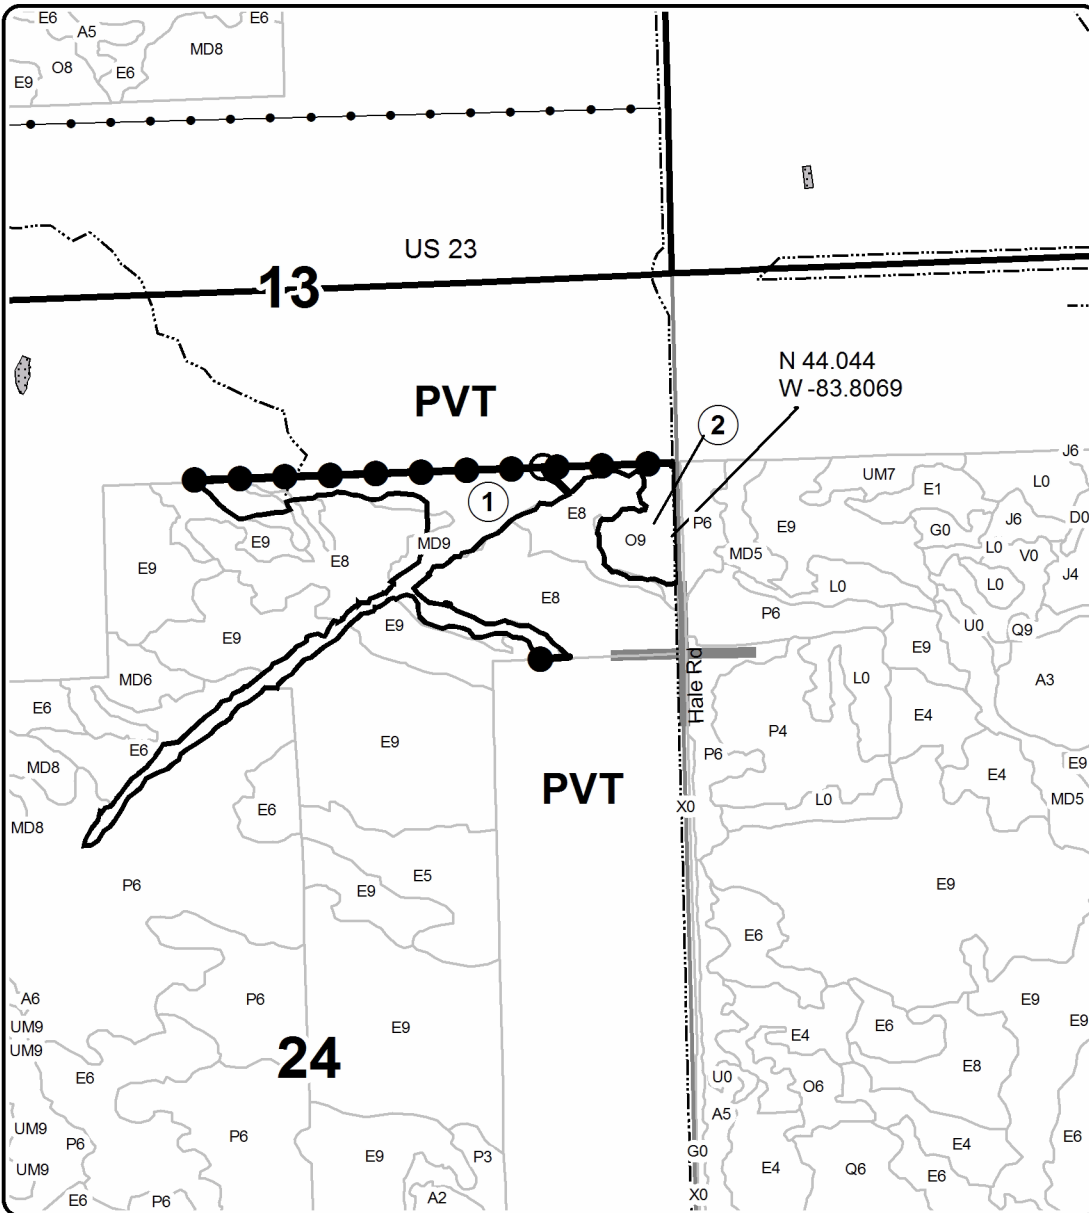 E6
E6
A5
MD8
O8
E6
E9
US 23
13
N 44.044
W -83.8069
PVT
2
J6
UM7
L0
E1
1
E8
P6
E9
J6
D0
G0
MD9
O9
E9
L0
V0
MD5
E8
E9
L0
L0
J4
E8
P6
E9
E9
U0
Q9
E9
MD6
L0
A3
Hale Rd
E6
E4
P4
E9
E6
P6
E9
MD8
E4
PVT
L0
MD5
X0
E6
MD8
E5
P6
E9
E9
E6
A6
P6
E9
E9
UM9
E9
E6
E4
UM9
24
E8
E6
U0
O6
A5
UM9
P6
P6
E4
E6
G0
E9
P3
UM9
E4
Q6
E6
X0
E6
P6
A2